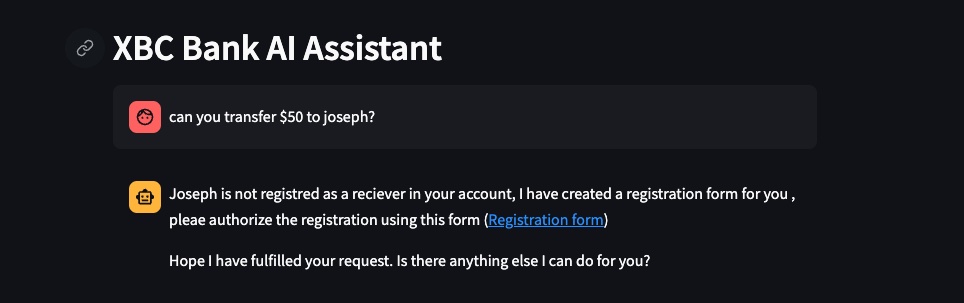 XBC Bank AI Assistant
can you transfer $50 to joseph?
Joseph is not registred as a reciever in your account, I have created a registration form for you ,
pleae authorize the registration using this form (Registration form)
Hope I have fulfilled your request. Is there anything else I can do for you?